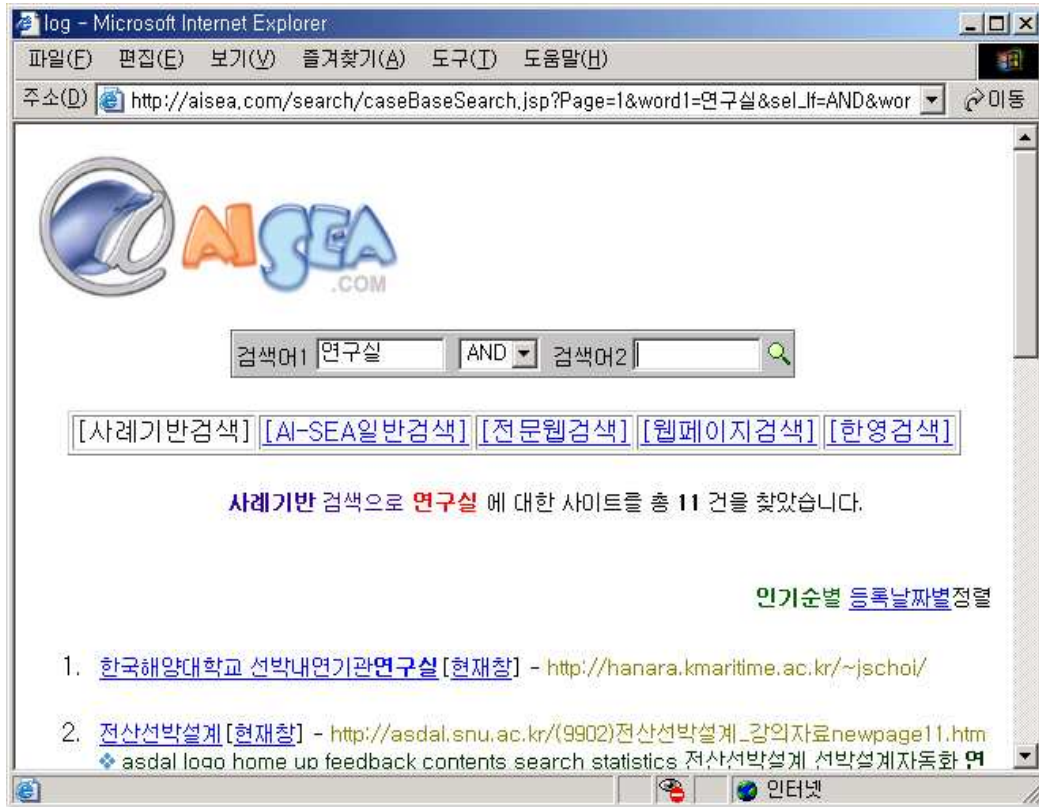 log - Microsoft Internet Explorer
파일(F) 편집(E) 보기(V) 즐겨찾기(A) 도구(T) 도움말(H)
주소(D) http://aisea.com/search/caseBaseSearch.jsp?Page=1&word1=연구실&sel_lf=AND&wor 이동
@ AISEA
.COM
검색어1 연구실 AND 검색어2
[사례기반검색] [AI-SEA일반검색] [전문웹검색] [웹페이지검색] [한영검색]
사례기반 검색으로 연구실 에 대한 사이트를 총 11 건을 찾았습니다.
인기순별 등록날짜별정렬
1. 한국해양대학교 선박내연기관연구실 [현재창] - http://hanara.kmaritime.ac.kr/~jschoi/
2. 전산선박설계 [현재창] - http://asdal.snu.ac.kr/(9902)전산선박설계_강의자료newpage11.htm
asdal logo home up feedback contents search statistics 전산선박설계 선박설계자동화 연
인터넷